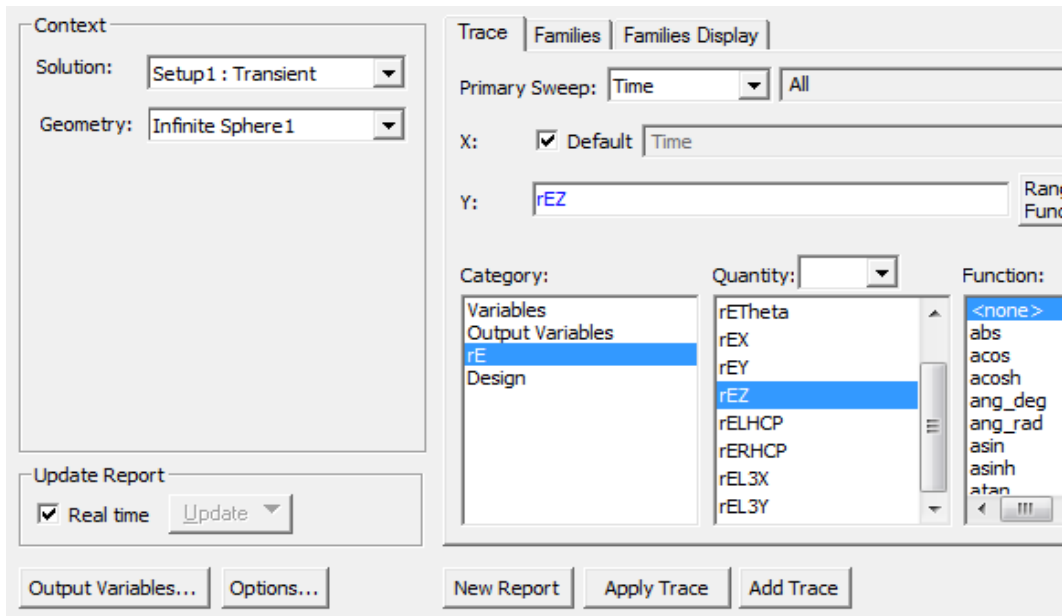 Context
Solution: Setup1 : Transient
Geometry: Infinite Sphere1
Update Report
Real time Update
Output Variables... Options...
Trace Families Families Display
Primary Sweep: Time All
X: Default Time
Y: rEZ
Category:
Variables
Output Variables
rE
Design
Quantity:
rETheta
rEX
rEY
rEZ
rELHCP
rERHCP
rEL3X
rEL3Y
Function:
<none>
abs
acos
acosh
ang_deg
ang_rad
asin
asinh
atan
New Report Apply Trace Add Trace